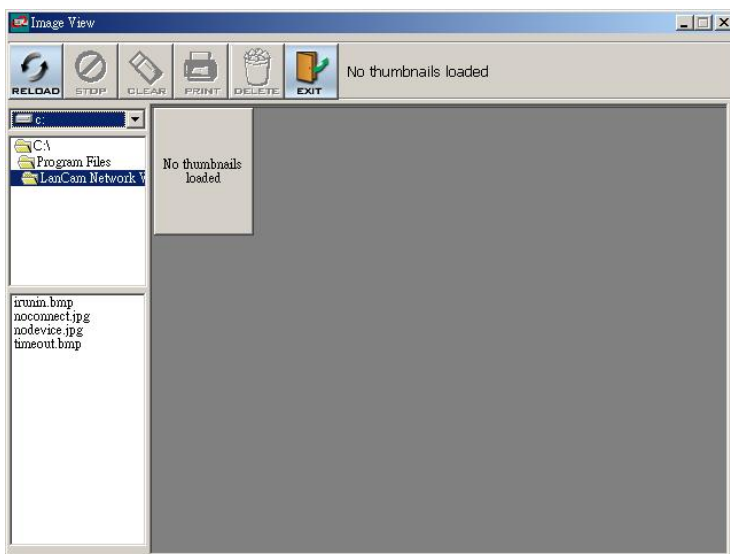 Image View
RELOAD STOP CLEAR PRINT DELETE EXIT No thumbnails loaded
c:
C:\
Program Files
LanCam Network
No thumbnails
loaded
irunin.bmp
noconnect.jpg
nodevice.jpg
timeout.bmp